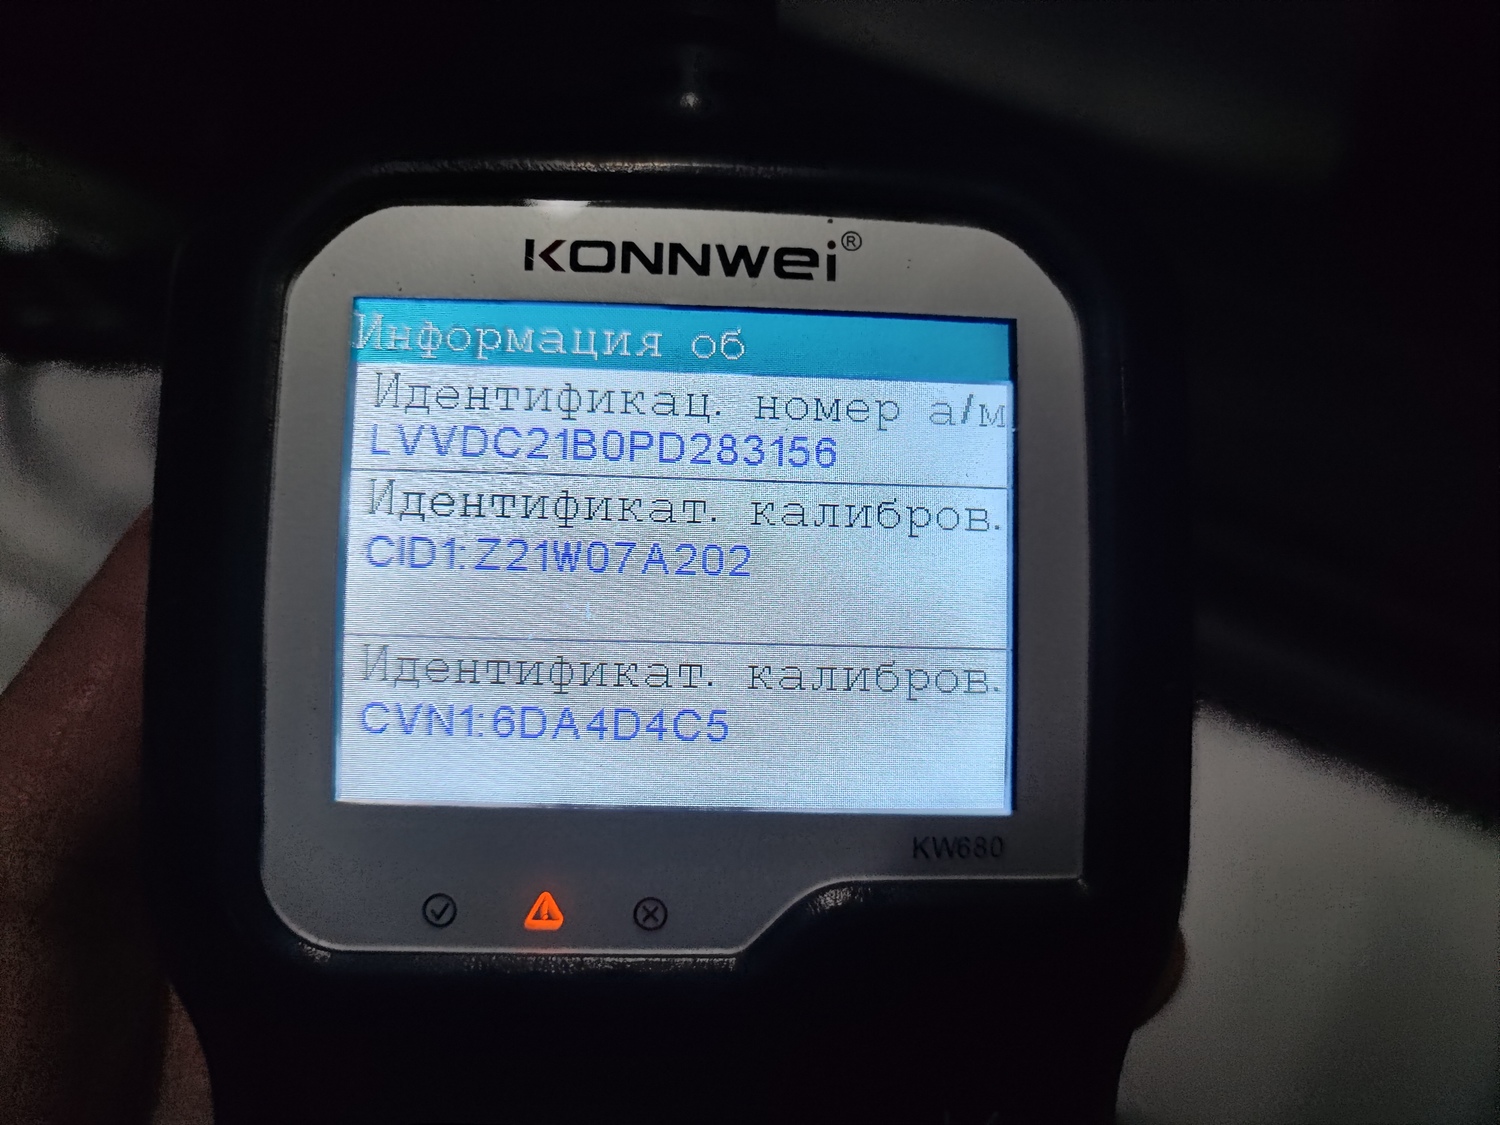 KONNWEI®
Информация об
Идентификац. номер а/м
LVVDC21B0PD283156
Идентификат. калибров.
CID1:Z21W07A202
Идентификат. калибров.
CVN1:6DA4D4C5
KW680